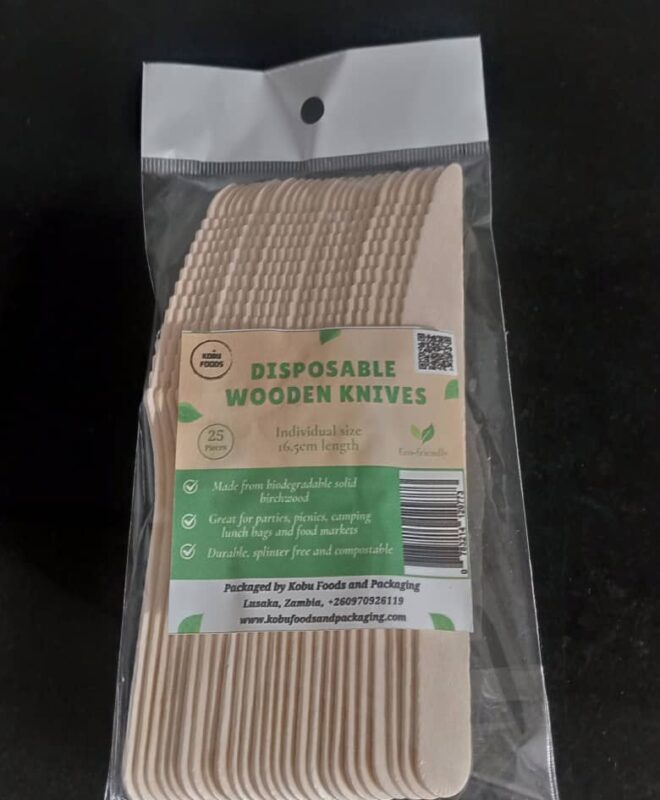 KOBU
FOODS
DISPOSABLE
WOODEN KNIVES
25
Pieces
Individual size
16,5cm length
Eco-friendly
Made from biodegradable solid
birchwood
Great for parties, picnics, camping
lunch bags and food markets
Durable, splinter free and compostable
Packaged by Kobu Foods and Packaging
Lusaka, Zambia, +260970926119
www.kobufoodsandpackaging.com